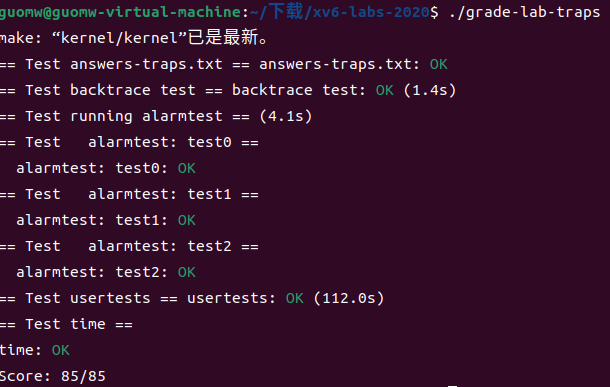 guomw@guomw-virtual-machine:~/下载/xv6-labs-2020$ ./grade-lab-traps
make: “kernel/kernel”已是最新。
== Test answers-traps.txt == answers-traps.txt: OK
== Test backtrace test == backtrace test: OK (1.4s)
== Test running alarmtest == (4.1s)
== Test   alarmtest: test0 ==
  alarmtest: test0: OK
== Test   alarmtest: test1 ==
  alarmtest: test1: OK
== Test   alarmtest: test2 ==
  alarmtest: test2: OK
== Test usertests == usertests: OK (112.0s)
== Test time ==
time: OK
Score: 85/85